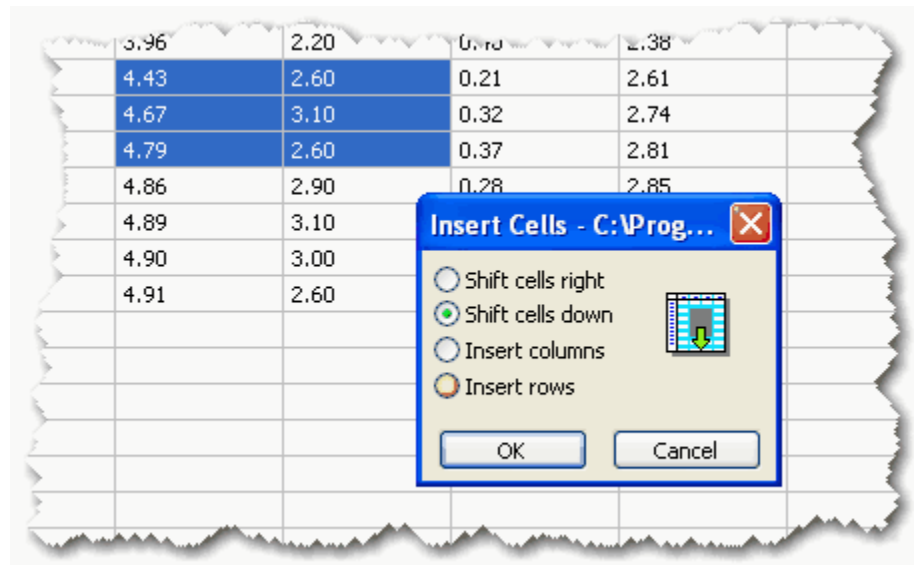 3.96 2.20 2.38
4.43 2.60 0.21 2.61
4.67 3.10 0.32 2.74
4.79 2.60 0.37 2.81
4.86 2.90 0.28 2.85
4.89 3.10
4.90 3.00
4.91 2.60
Insert Cells - C:\Prog...
Shift cells right
Shift cells down
Insert columns
Insert rows
OK Cancel